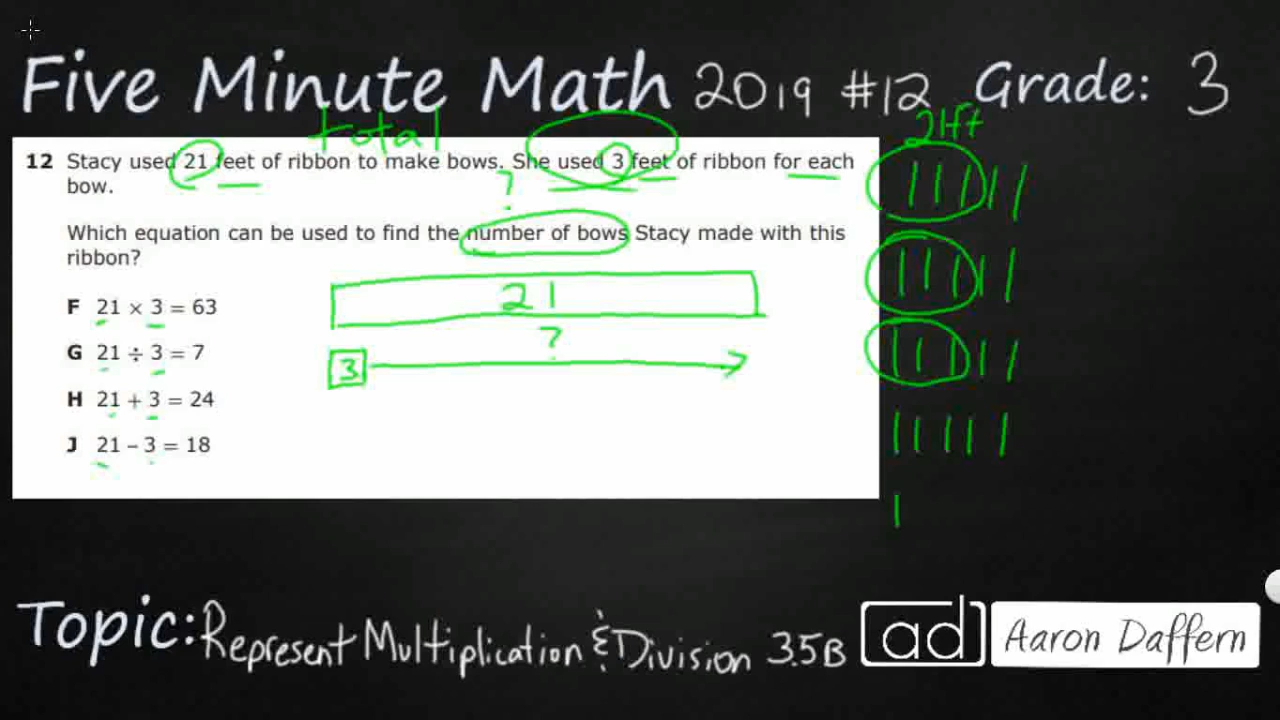 Five Minute Math 2019 #12 Grade: 3
total
21ft
12 Stacy used 21 feet of ribbon to make bows. She used 3 feet of ribbon for each
bow.
?
Which equation can be used to find the number of bows Stacy made with this
ribbon?
21
F 21 × 3 = 63
?
G 21 ÷ 3 = 7
3
H 21 + 3 = 24
J 21 – 3 = 18
Topic: Represent Multiplication & Division 3.5B
ad Aaron Daffern